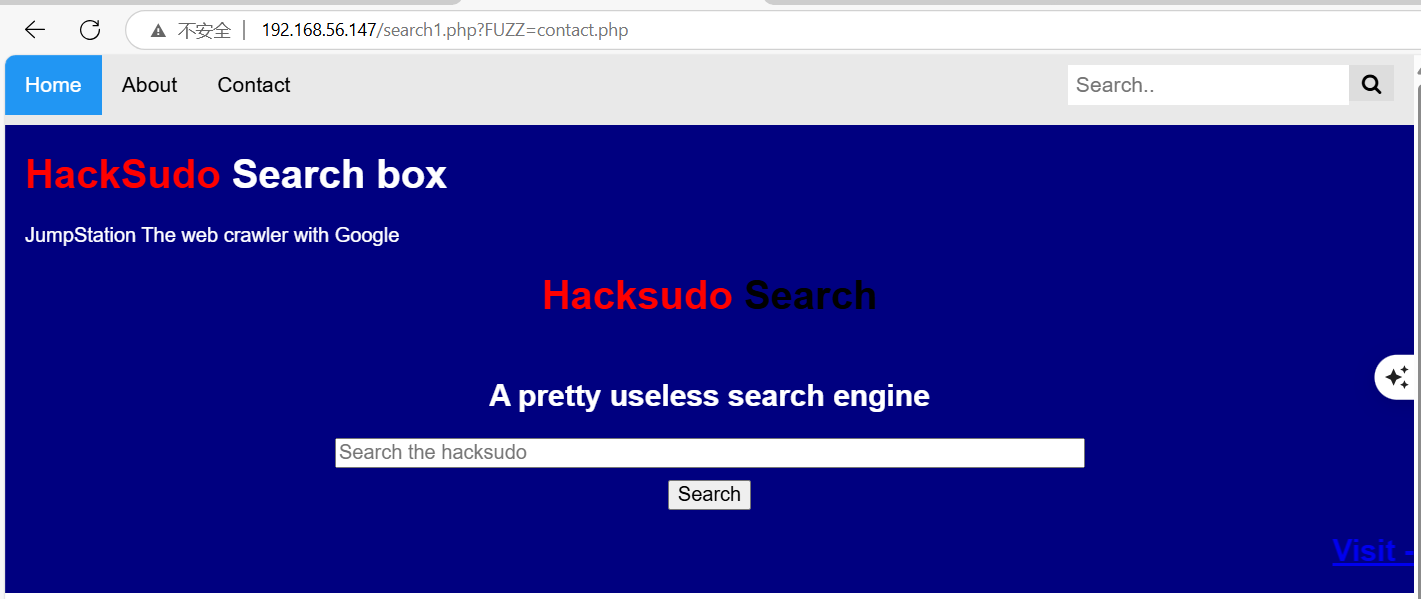 不安全 192.168.56.147/search1.php?FUZZ=contact.php
Home About Contact Search..
HackSudo Search box
JumpStation The web crawler with Google
Hacksudo Search
A pretty useless search engine
Search the hacksudo
Search
Visit -